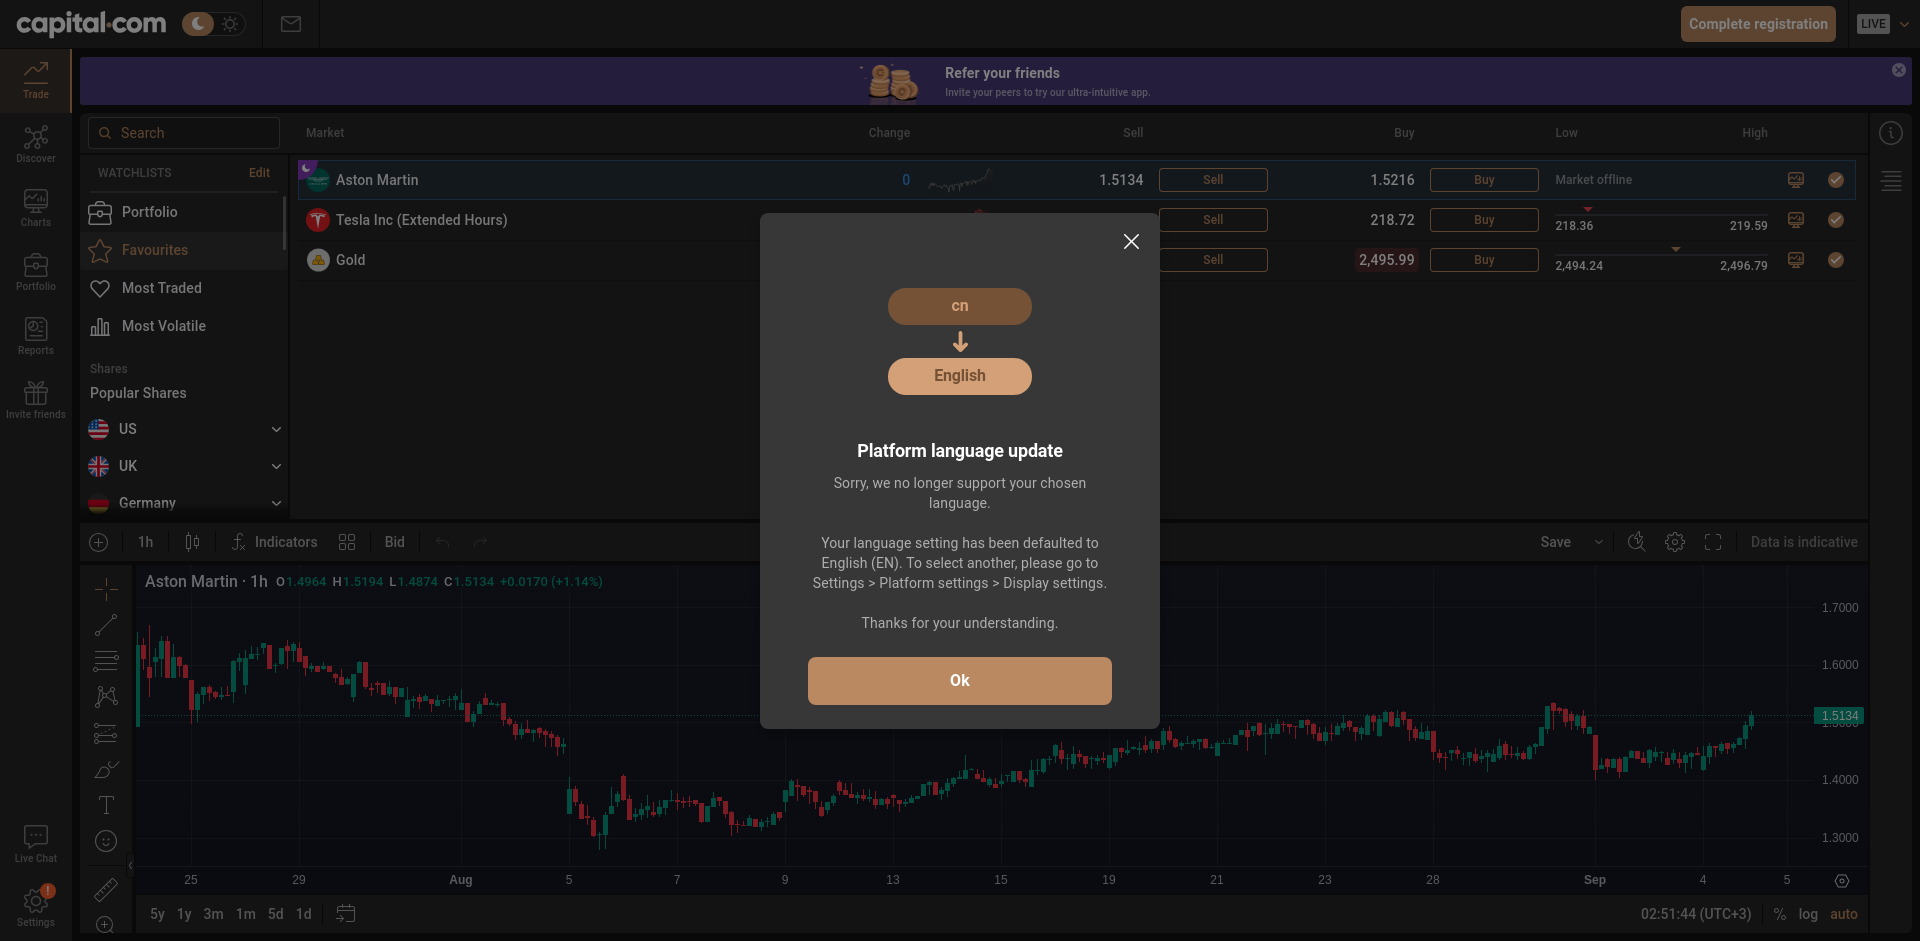 capital.com
Complete registration
LIVE
Trade
Discover
Charts
Portfolio
Reports
Invite friends
Live Chat
!
Settings
Refer your friends
Invite your peers to try our ultra-intuitive app.
Search
WATCHLISTS Edit
Portfolio
Favourites
Most Traded
Most Volatile
Shares
Popular Shares
US
UK
Germany
Market Change Sell Buy Low High
Aston Martin 0 1.5134 Sell 1.5216 Buy Market offline
Tesla Inc (Extended Hours) Sell 218.72 Buy 218.36 219.59
Gold Sell 2,495.99 Buy 2,494.24 2,496.79
cn
English
Platform language update
Sorry, we no longer support your chosen
language.
Your language setting has been defaulted to
English (EN). To select another, please go to
Settings > Platform settings > Display settings.
Thanks for your understanding.
Ok
1h Indicators Bid Save Data is indicative
Aston Martin · 1h O1.4964 H1.5194 L1.4874 C1.5134 +0.0170 (+1.14%)
1.7000
1.6000
1.5134
1.4000
1.3000
25 29 Aug 5 7 9 13 15 19 21 23 28 Sep 4 5
5y 1y 3m 1m 5d 1d 02:51:44 (UTC+3) % log auto